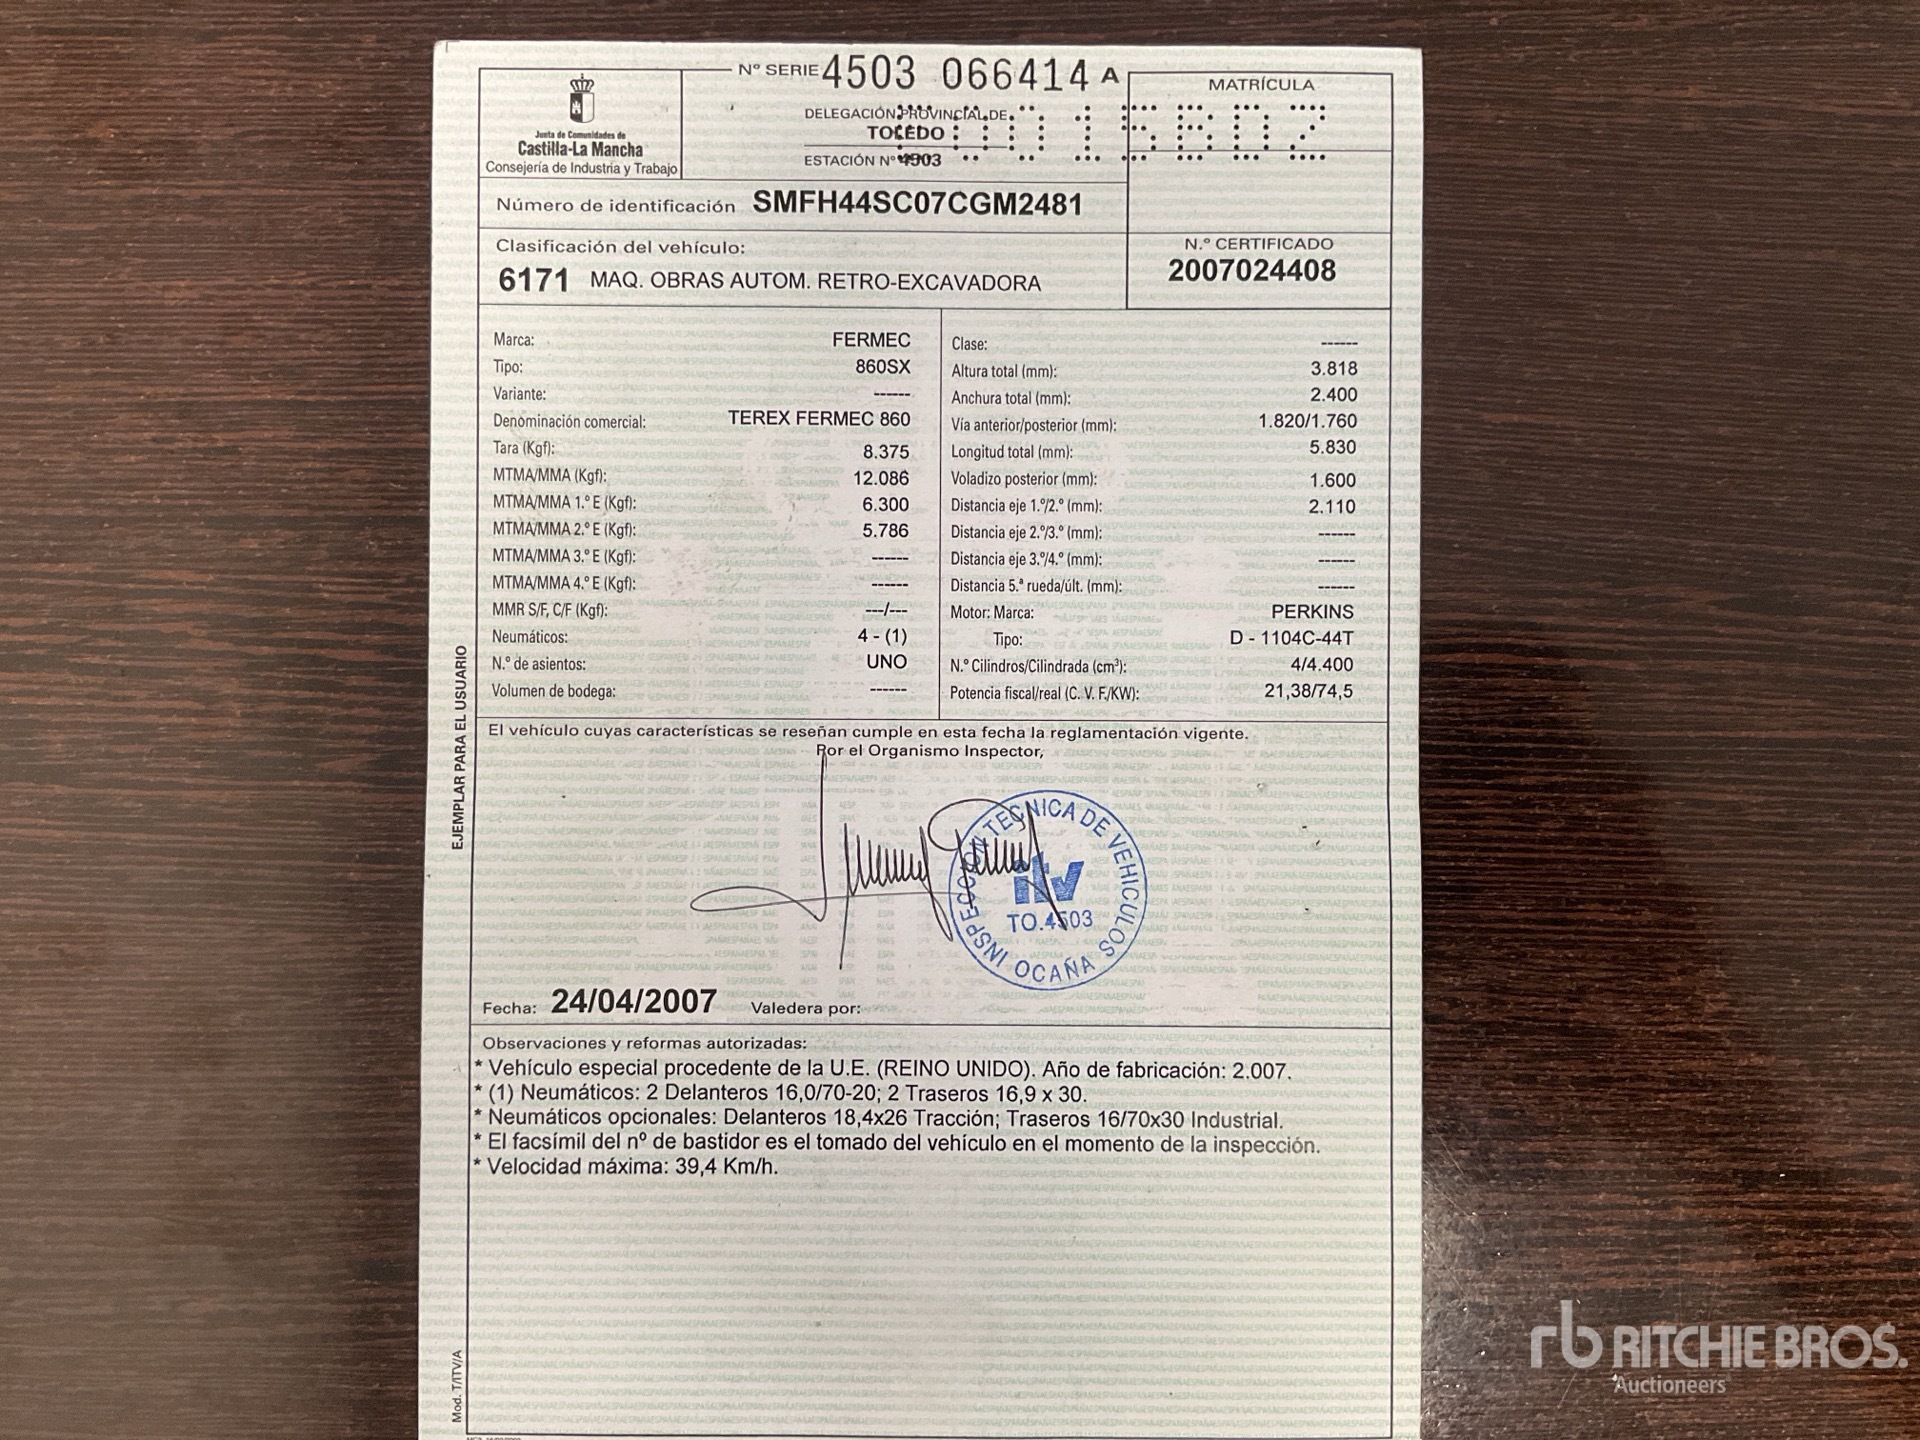 Nº SERIE 4503 066414 A
MATRÍCULA
DELEGACIÓN PROVINCIAL DE
TOLEDO
ESTACIÓN Nº 4503
Junta de Comunidades de
Castilla-La Mancha
Consejería de Industria y Trabajo
Número de identificación SMFH44SC07CGM2481
Clasificación del vehículo:
6171 MAQ. OBRAS AUTOM. RETRO-EXCAVADORA
N.º CERTIFICADO
2007024408
Marca: FERMEC
Tipo: 860SX
Variante: ------
Denominación comercial: TEREX FERMEC 860
Tara (Kgf): 8.375
MTMA/MMA (Kgf): 12.086
MTMA/MMA 1.º E (Kgf): 6.300
MTMA/MMA 2.º E (Kgf): 5.786
MTMA/MMA 3.º E (Kgf): ------
MTMA/MMA 4.º E (Kgf): ------
MMR S/F, C/F (Kgf): ---/---
Neumáticos: 4 - (1)
N.º de asientos: UNO
Volumen de bodega: ------
Clase: ------
Altura total (mm): 3.818
Anchura total (mm): 2.400
Vía anterior/posterior (mm): 1.820/1.760
Longitud total (mm): 5.830
Voladizo posterior (mm): 1.600
Distancia eje 1.º/2.º (mm): 2.110
Distancia eje 2.º/3.º (mm): ------
Distancia eje 3.º/4.º (mm): ------
Distancia 5.ª rueda/últ. (mm): ------
Motor: Marca: PERKINS
Tipo: D - 1104C-44T
N.º Cilindros/Cilindrada (cm³): 4/4.400
Potencia fiscal/real (C. V. F/KW): 21,38/74,5
EJEMPLAR PARA EL USUARIO
El vehículo cuyas características se reseñan cumple en esta fecha la reglamentación vigente.
Por el Organismo Inspector,
INSPECCIÓN TECNICA DE VEHICULOS
itv
TO.4503
OCAÑA
Fecha: 24/04/2007 Valedera por:
Observaciones y reformas autorizadas:
* Vehículo especial procedente de la U.E. (REINO UNIDO). Año de fabricación: 2.007.
* (1) Neumáticos: 2 Delanteros 16,0/70-20; 2 Traseros 16,9 x 30.
* Neumáticos opcionales: Delanteros 18,4x26 Tracción; Traseros 16/70x30 Industrial.
* El facsímil del nº de bastidor es el tomado del vehículo en el momento de la inspección.
* Velocidad máxima: 39,4 Km/h.
Mod. T/ITV/A
rb RITCHIE BROS.
Auctioneers